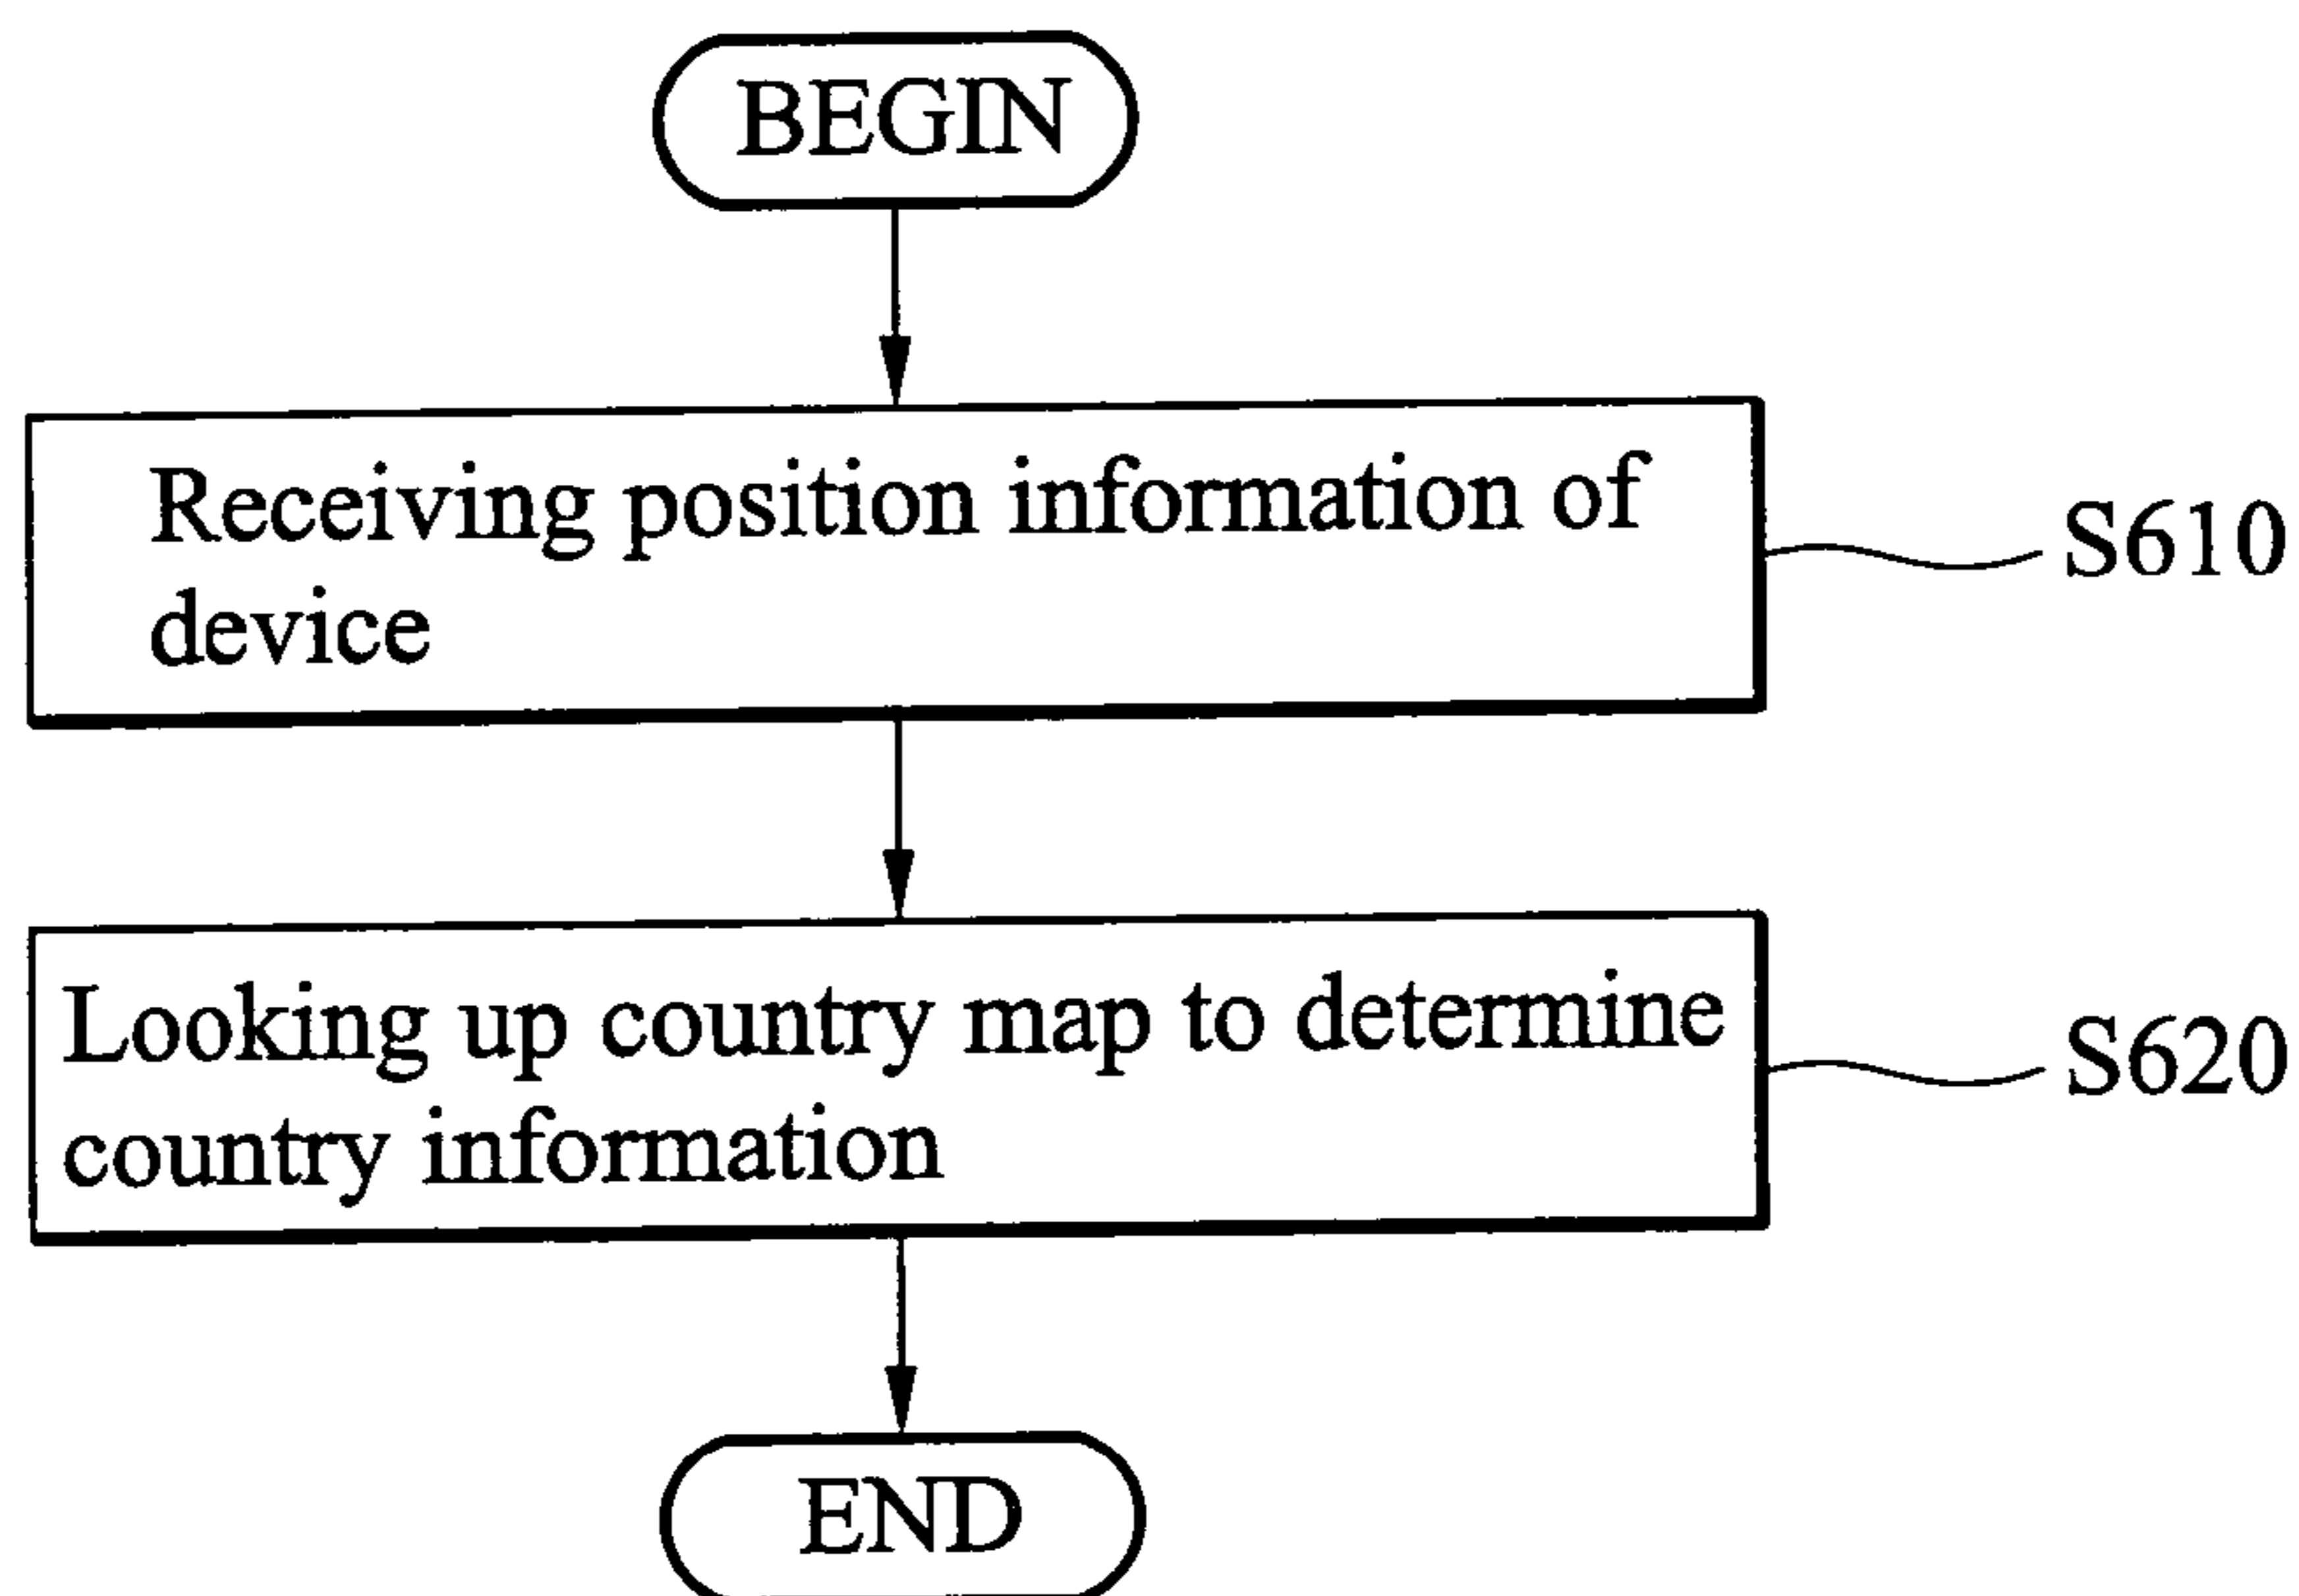 BEGIN
Receiving position information of
device
S610
Looking up country map to determine
country information
S620
END